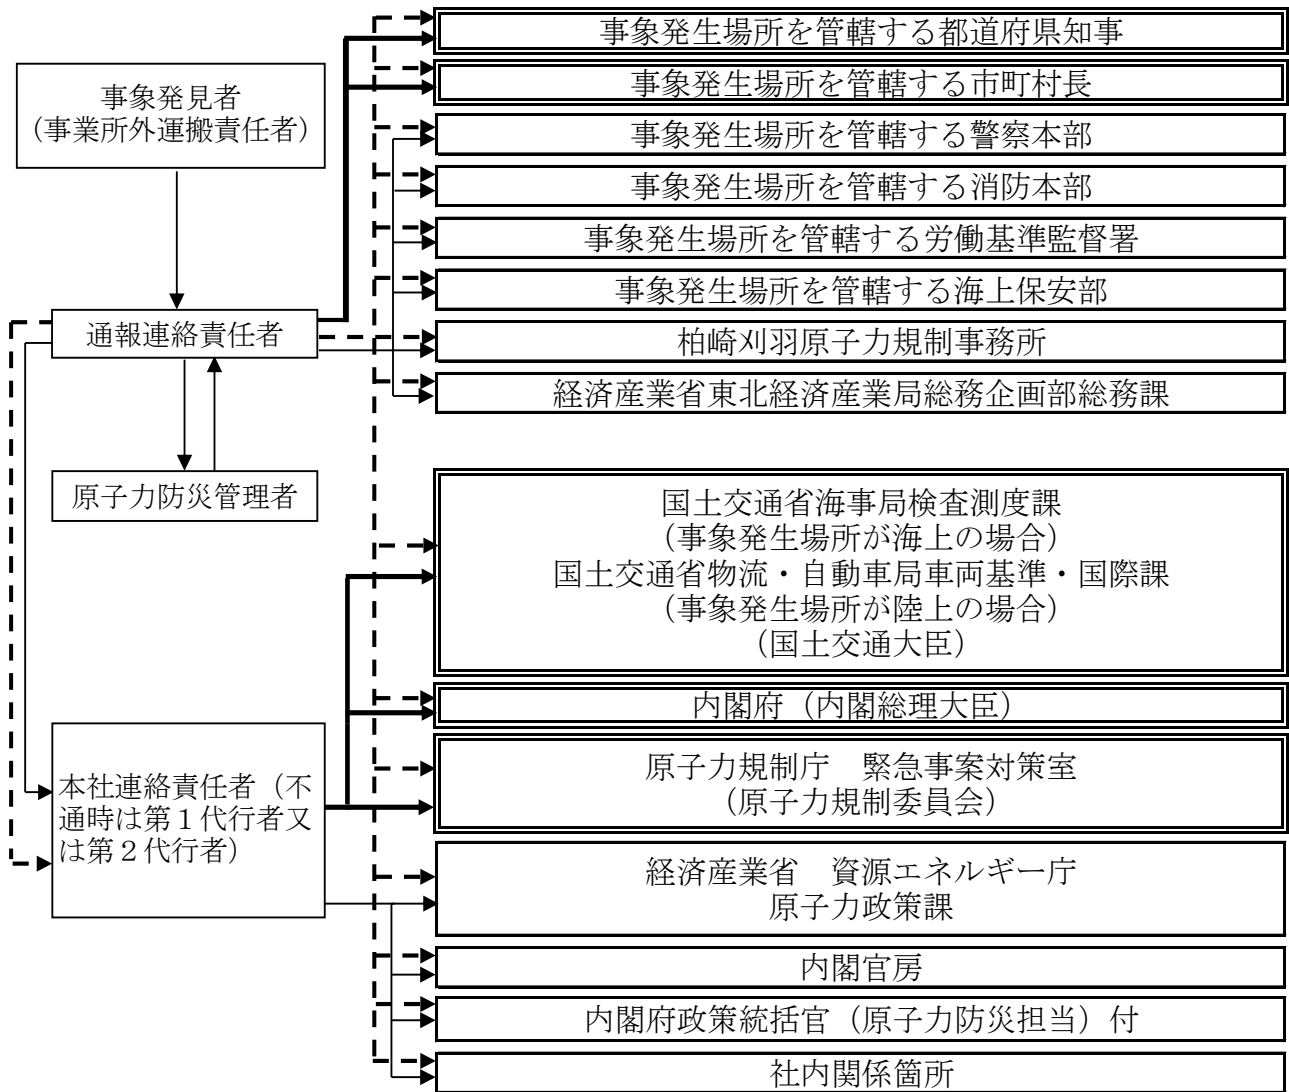 事象発見者
（事業所外運搬責任者）
通報連絡責任者
原子力防災管理者
本社連絡責任者（不
通時は第１代行者又
は第２代行者）
事象発生場所を管轄する都道府県知事
事象発生場所を管轄する市町村長
事象発生場所を管轄する警察本部
事象発生場所を管轄する消防本部
事象発生場所を管轄する労働基準監督署
事象発生場所を管轄する海上保安部
柏崎刈羽原子力規制事務所
経済産業省東北経済産業局総務企画部総務課
国土交通省海事局検査測度課
（事象発生場所が海上の場合）
国土交通省物流・自動車局車両基準・国際課
（事象発生場所が陸上の場合）
（国土交通大臣）
内閣府（内閣総理大臣）
原子力規制庁　緊急事案対策室
（原子力規制委員会）
経済産業省　資源エネルギー庁
原子力政策課
内閣官房
内閣府政策統括官（原子力防災担当）付
社内関係箇所